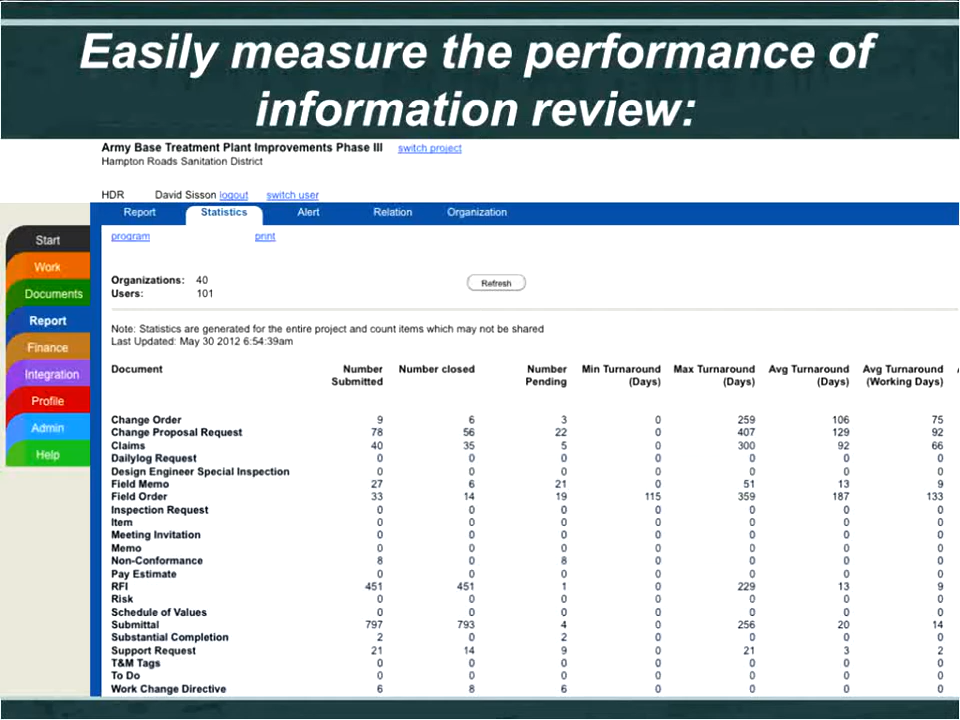 Easily measure the performance of
information review:
Army Base Treatment Plant Improvements Phase III switch project
Hampton Roads Sanitation District
HDR David Sisson logout switch user
Report Statistics Alert Relation Organization
Start
Work
Documents
Report
Finance
Integration
Profile
Admin
Help
program print
Organizations: 40
Users: 101
Refresh
Note: Statistics are generated for the entire project and count items which may not be shared
Last Updated: May 30 2012 6:54:39am
Document Number Number closed Number Min Turnaround Max Turnaround Avg Turnaround Avg Turnaround
Submitted Pending (Days) (Days) (Days) (Working Days)
Change Order 9 6 3 0 259 106 75
Change Proposal Request 78 56 22 0 407 129 92
Claims 40 35 5 0 300 92 66
Dailylog Request 0 0 0 0 0 0 0
Design Engineer Special Inspection 0 0 0 0 0 0 0
Field Memo 27 6 21 0 51 13 9
Field Order 33 14 19 115 359 187 133
Inspection Request 0 0 0 0 0 0 0
Item 0 0 0 0 0 0 0
Meeting Invitation 0 0 0 0 0 0 0
Memo 0 0 0 0 0 0 0
Non-Conformance 8 0 8 0 0 0 0
Pay Estimate 0 0 0 0 0 0 0
RFI 451 451 1 0 229 13 9
Risk 0 0 0 0 0 0 0
Schedule of Values 0 0 0 0 0 0 0
Submittal 797 793 4 0 256 20 14
Substantial Completion 2 0 2 0 0 0 0
Support Request 21 14 9 0 21 3 2
T&M Tags 0 0 0 0 0 0 0
To Do 0 0 0 0 0 0 0
Work Change Directive 6 8 6 0 0 0 0